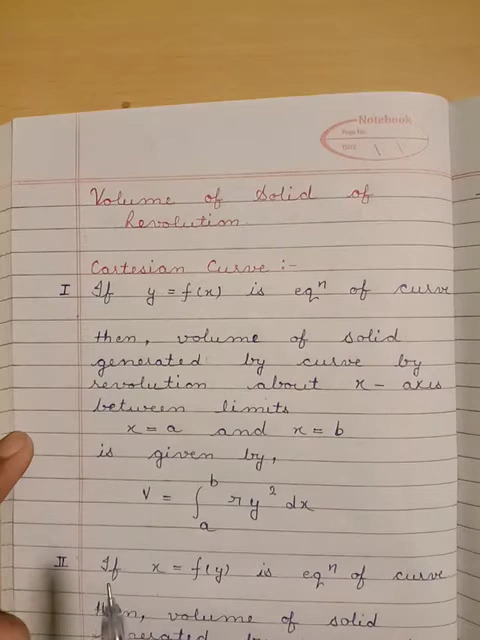 Notebook
Page No.
DATE
Volume of Solid of
Revolution
Cartesian Curve :-
I If y = f(x) is eqⁿ of curve
then, volume of solid
generated by curve by
revolution about x - axis
between limits
x = a and x = b
is given by,
V = ∫ₐᵇ π y² dx
II If x = f(y) is eqⁿ of curve
then, volume of solid